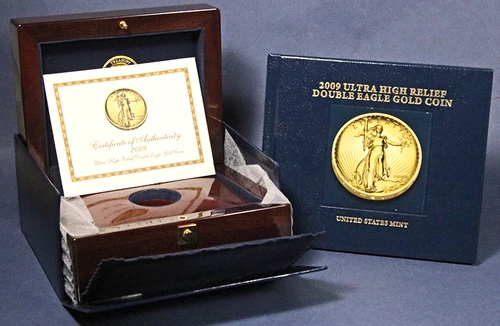 Certificate of Authenticity
2009
Ultra High Relief Double Eagle Gold Coin
2009 ULTRA HIGH RELIEF
DOUBLE EAGLE GOLD COIN
UNITED STATES MINT